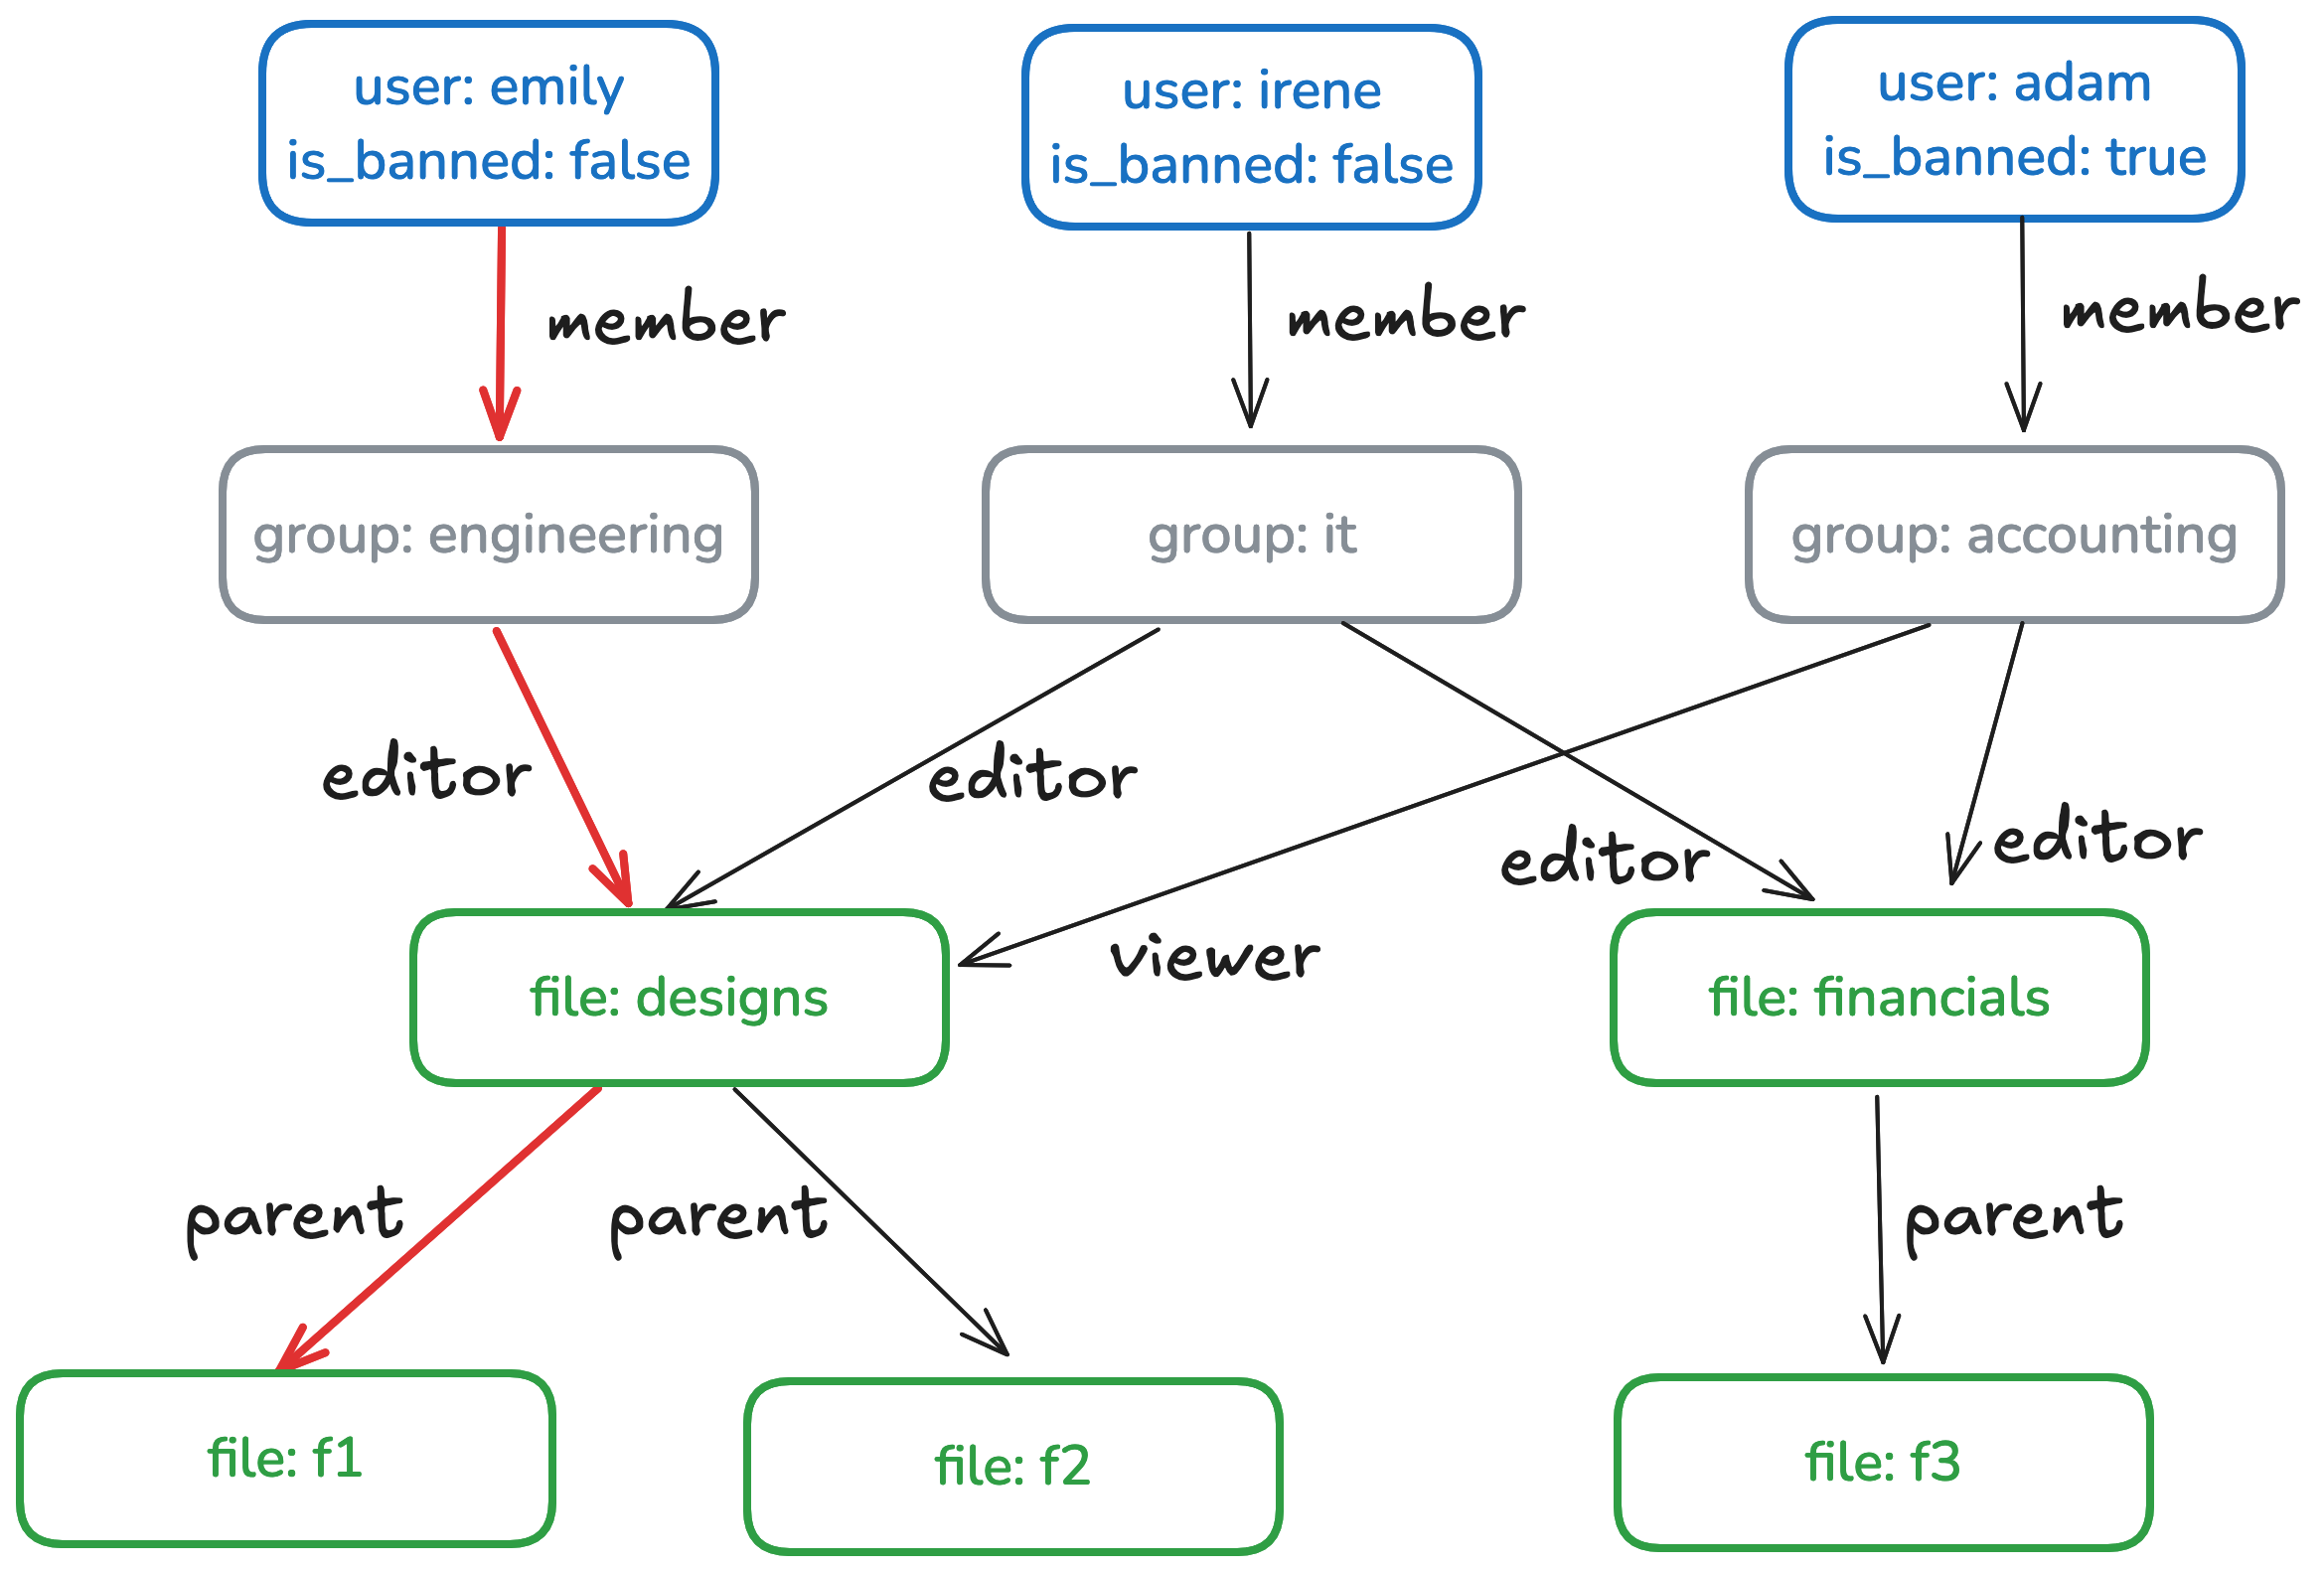 user: emily
is_banned: false
user: irene
is_banned: false
user: adam
is_banned: true
member
member
member
group: engineering
group: it
group: accounting
editor
editor
editor
editor
viewer
file: designs
file: financials
parent
parent
parent
file: f1
file: f2
file: f3